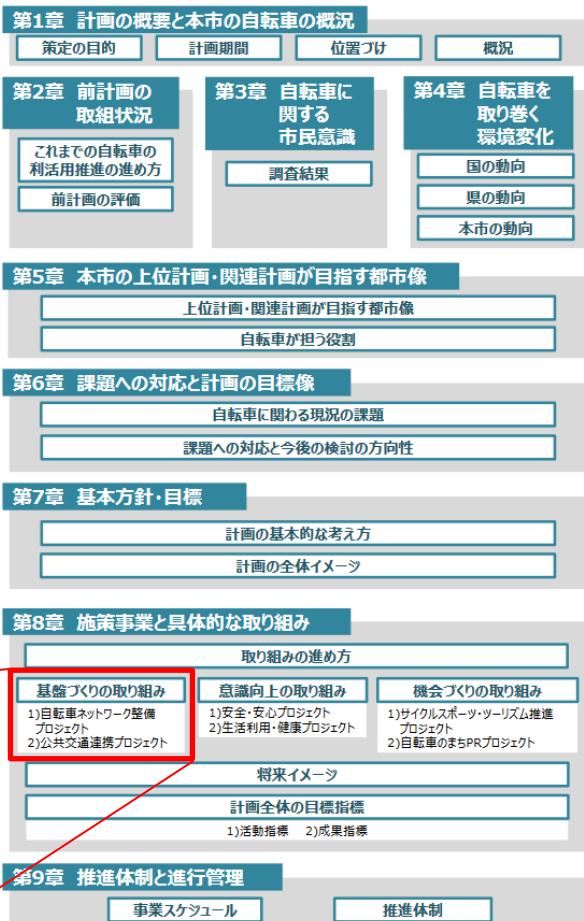 第1章 計画の概要と本市の自転車の概況
策定の目的
計画期間
位置づけ
概況
第2章 前計画の
取組状況
これまでの自転車の
利活用推進の進め方
前計画の評価
第3章 自転車に
関する
市民意識
調査結果
第4章 自転車を
取り巻く
環境変化
国の動向
県の動向
本市の動向
第5章 本市の上位計画・関連計画が目指す都市像
上位計画・関連計画が目指す都市像
自転車が担う役割
第6章 課題への対応と計画の目標像
自転車に関わる現況の課題
課題への対応と今後の検討の方向性
第7章 基本方針・目標
計画の基本的な考え方
計画の全体イメージ
第8章 施策事業と具体的な取り組み
取り組みの進め方
基盤づくりの取り組み
1)自転車ネットワーク整備
プロジェクト
2)公共交通連携プロジェクト
意識向上の取り組み
1)安全・安心プロジェクト
2)生活利用・健康プロジェクト
機会づくりの取り組み
1)サイクルスポーツ・ツーリズム推進
プロジェクト
2)自転車のまちPRプロジェクト
将来イメージ
計画全体の目標指標
1)活動指標 2)成果指標
第9章 推進体制と進行管理
事業スケジュール
推進体制